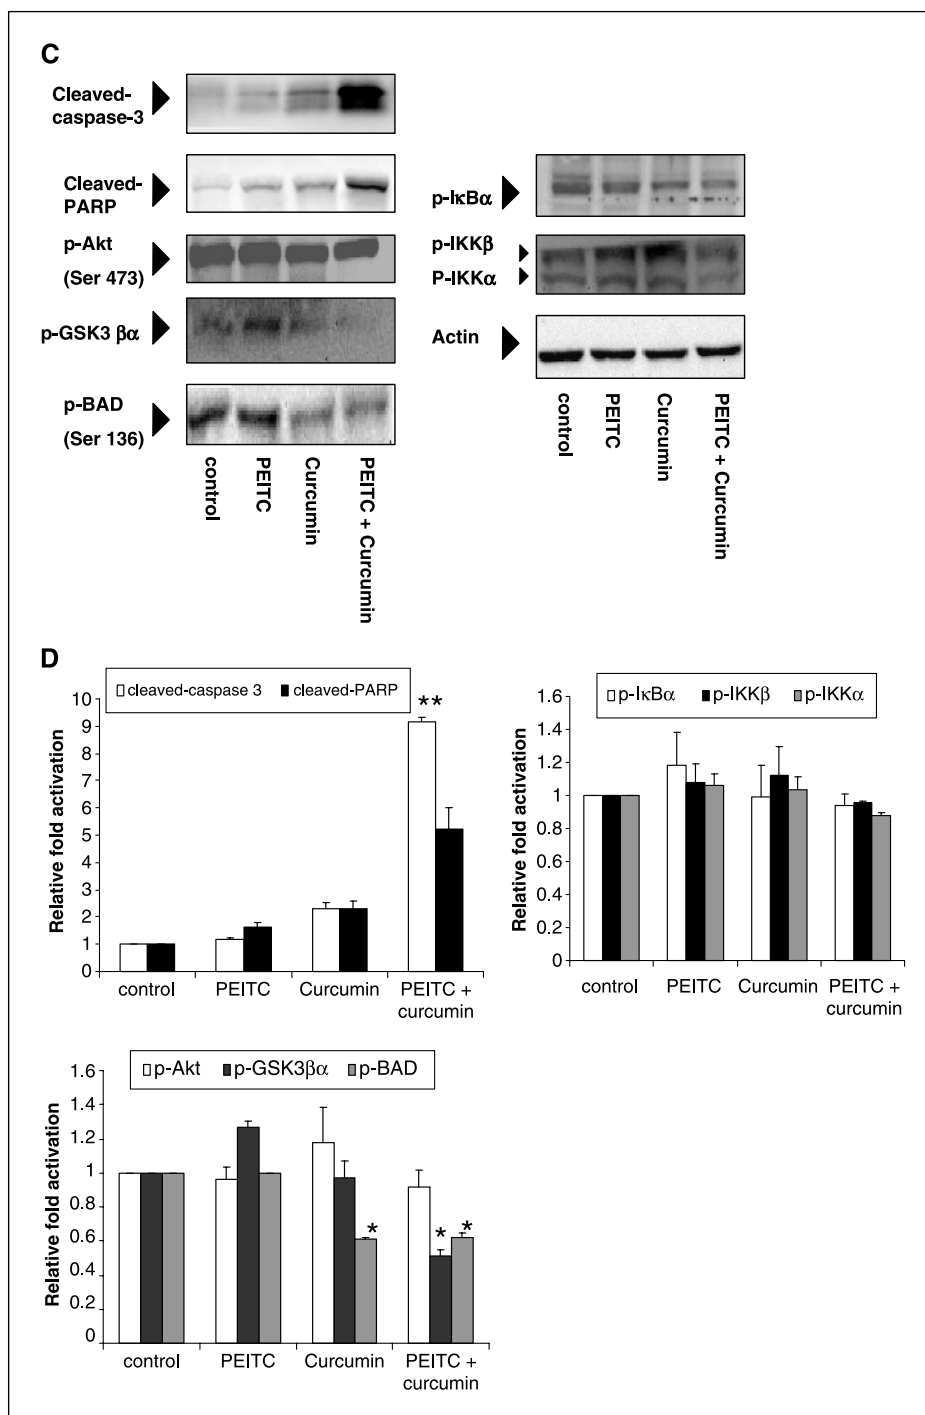 C
Cleaved-
caspase-3
Cleaved-
PARP
p-Akt
(Ser 473)
p-GSK3 βα
p-BAD
(Ser 136)
control
PEITC
Curcumin
PEITC + Curcumin
p-IκBα
p-IKKβ
P-IKKα
Actin
control
PEITC
Curcumin
PEITC + Curcumin
D
cleaved-caspase 3 cleaved-PARP
Relative fold activation
10
9
8
7
6
5
4
3
2
1
0
**
control PEITC Curcumin PEITC +
curcumin
p-IκBα p-IKKβ p-IKKα
Relative fold activation
1.6
1.4
1.2
1
0.8
0.6
0.4
0.2
0
control PEITC Curcumin PEITC +
curcumin
p-Akt p-GSK3βα p-BAD
Relative fold activation
1.6
1.4
1.2
1
0.8
0.6
0.4
0.2
0
*
* *
control PEITC Curcumin PEITC +
curcumin